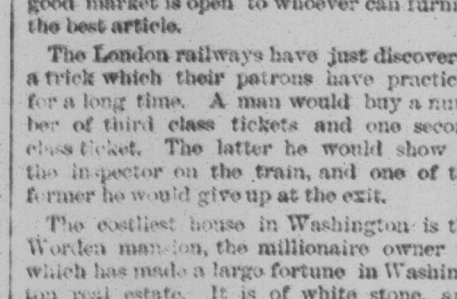 good market is open to whoever can furni
the best article.
The London railways have just discover
a trick which their patrons have practic
for a long time. A man would buy a nu
ber of third class tickets and one seco
class ticket. The latter he would show
the inspector on the train, and one of t
former he would give up at the exit.
The costliest house in Washington is t
Worden mansion, the millionaire owner
which has made a large fortune in Washin
ton real estate. It is of white stone, a